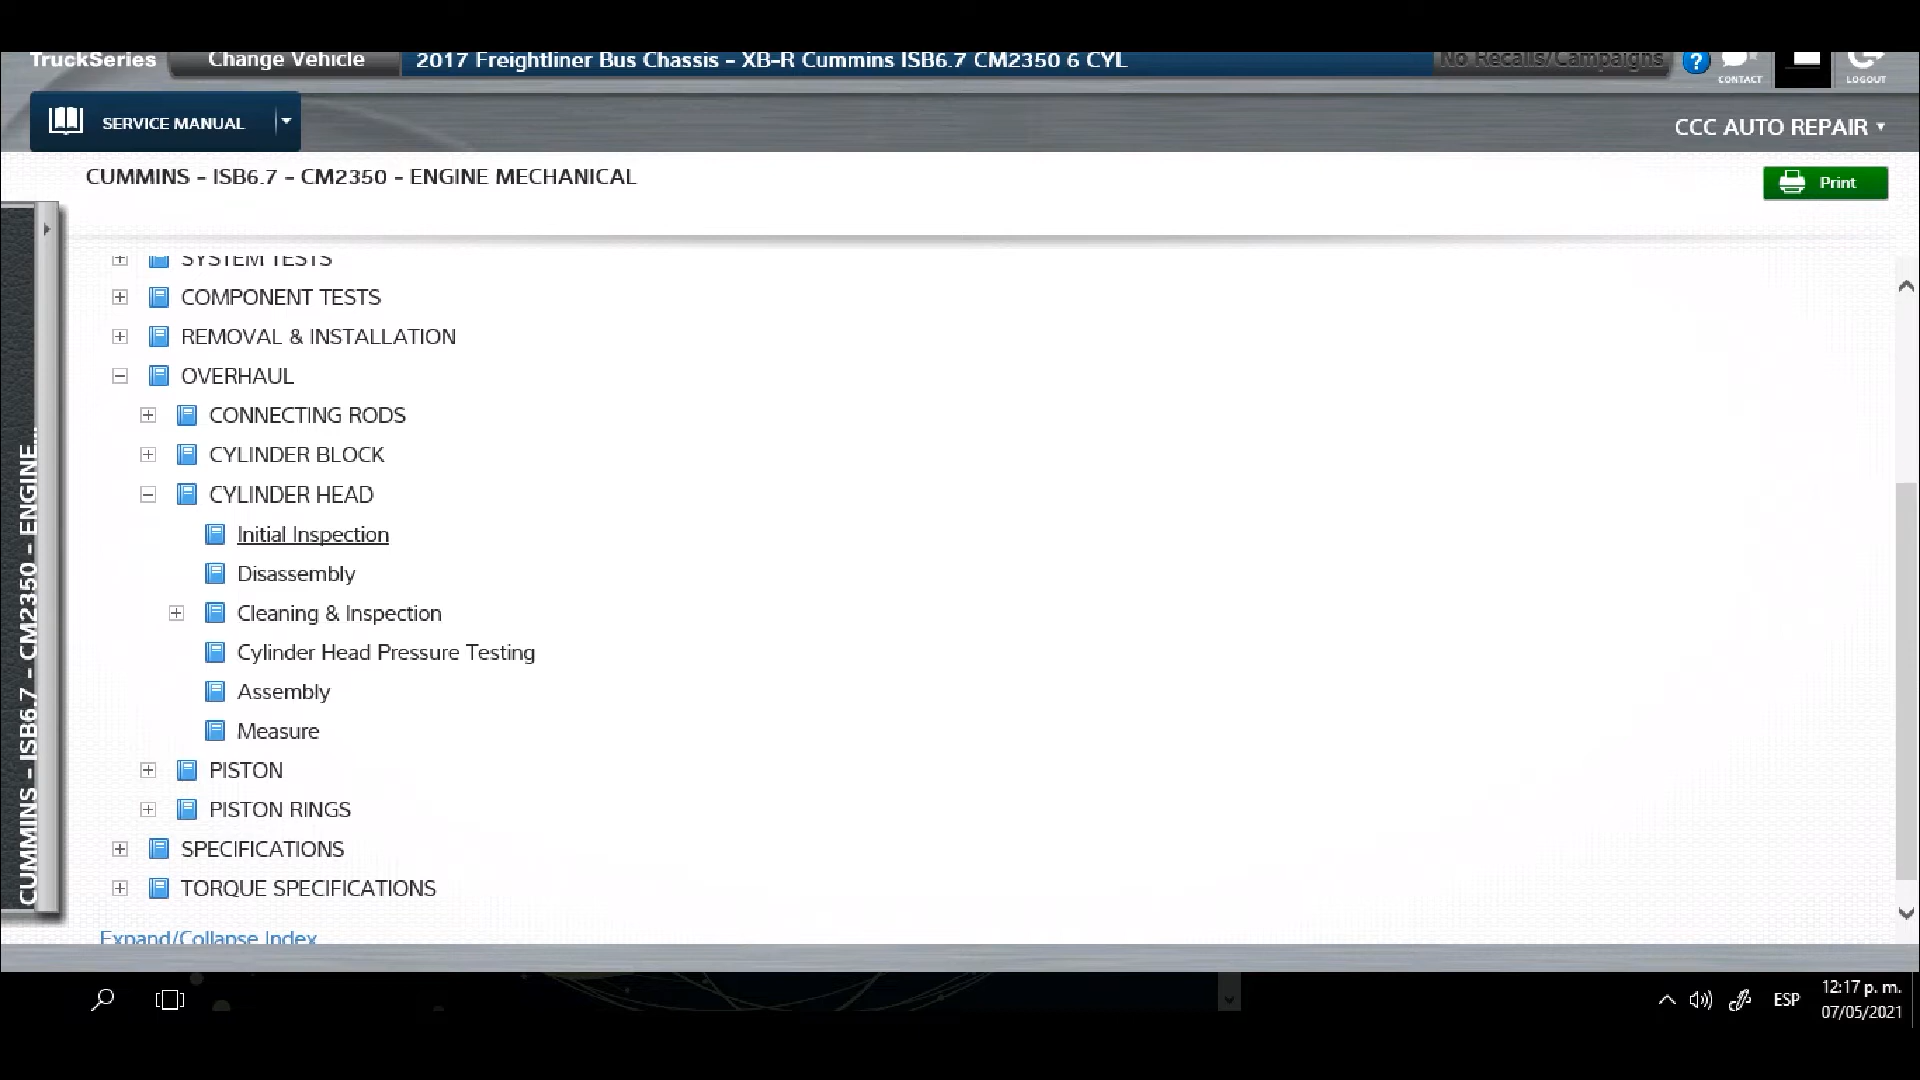 TruckSeries
Change Vehicle
2017 Freightliner Bus Chassis - XB-R Cummins ISB6.7 CM2350 6 CYL
No Recalls/Campaigns
?
CONTACT
LOGOUT
SERVICE MANUAL
CCC AUTO REPAIR
CUMMINS - ISB6.7 - CM2350 - ENGINE MECHANICAL
Print
CUMMINS - ISB6.7 - CM2350 - ENGINE...
SYSTEM TESTS
COMPONENT TESTS
REMOVAL & INSTALLATION
OVERHAUL
CONNECTING RODS
CYLINDER BLOCK
CYLINDER HEAD
Initial Inspection
Disassembly
Cleaning & Inspection
Cylinder Head Pressure Testing
Assembly
Measure
PISTON
PISTON RINGS
SPECIFICATIONS
TORQUE SPECIFICATIONS
Expand/Collapse Index
ESP
12:17 p. m.
07/05/2021